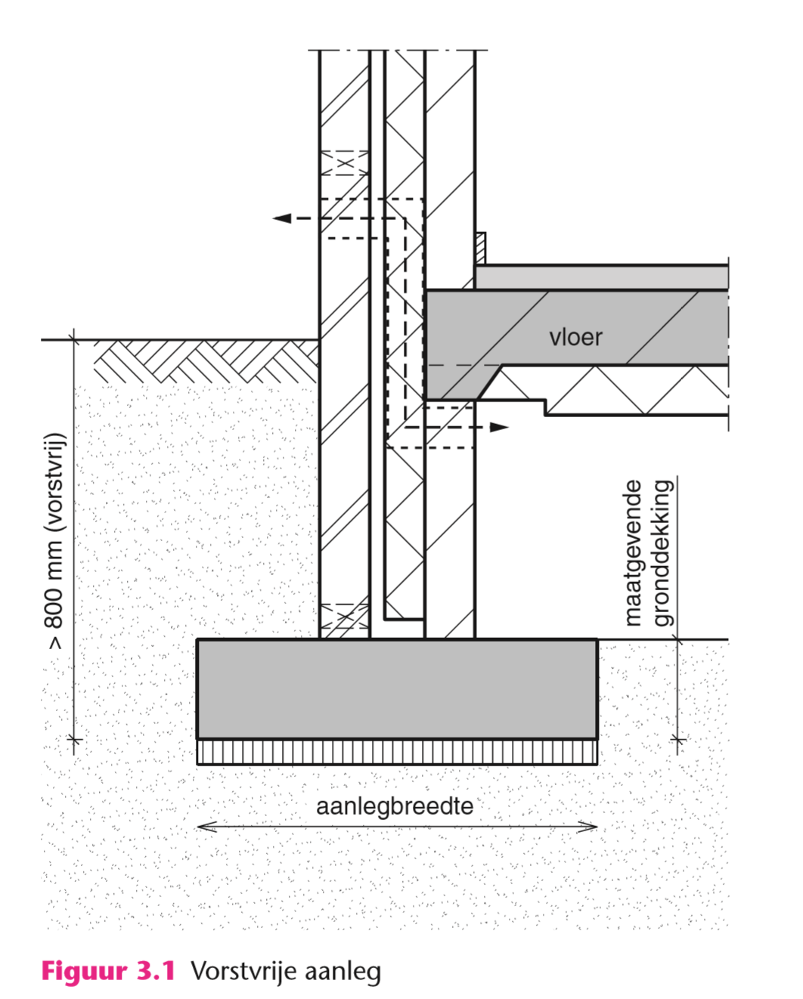 vloer
> 800 mm (vorstvrij)
maatgevende
gronddekking
aanlegbreedte
Figuur 3.1 Vorstvrije aanleg